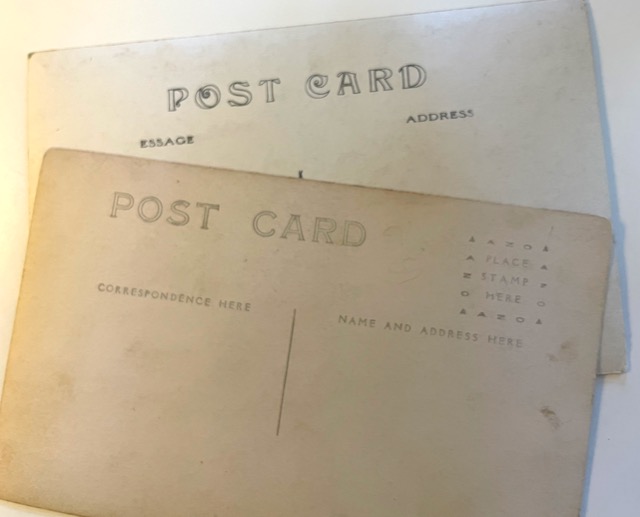 POST CARD
ESSAGE
ADDRESS
POST CARD
▲ A Z O ▲
A PLACE A
Z STAMP Z
O HERE O
▲ A Z O ▲
CORRESPONDENCE HERE
NAME AND ADDRESS HERE